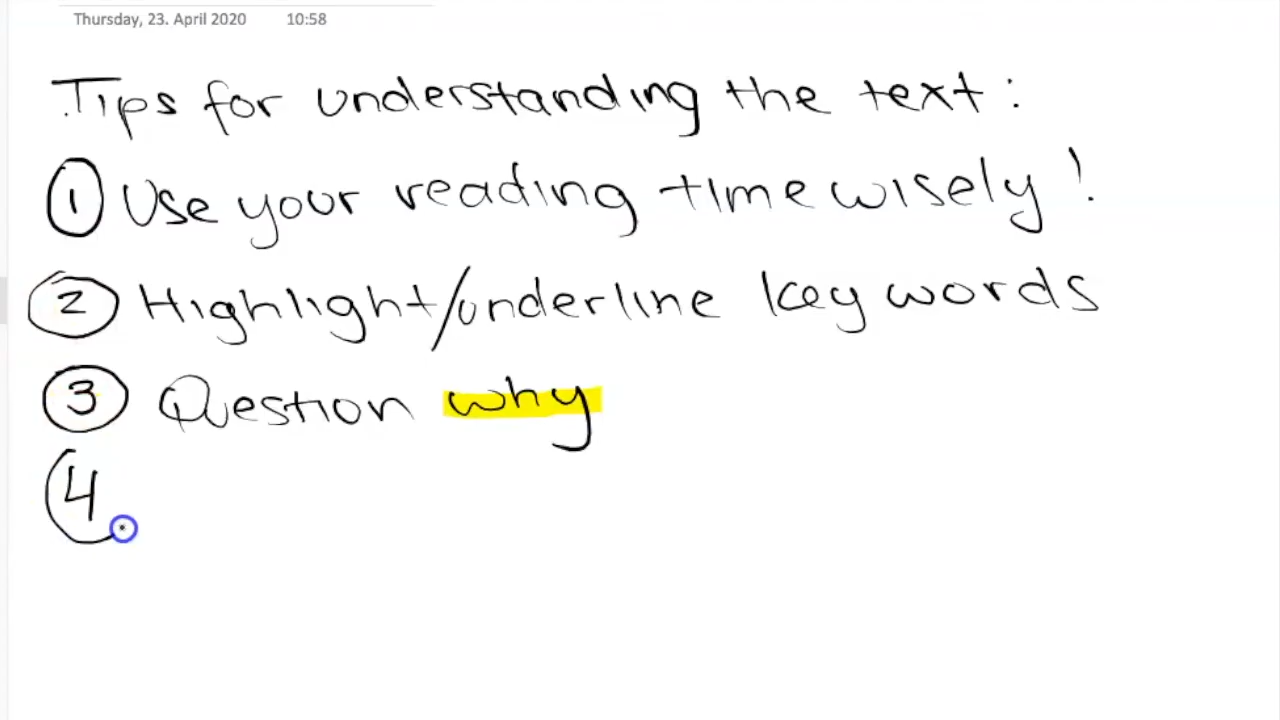 Thursday, 23. April 2020 10:58
Tips for understanding the text:
1 Use your reading time wisely!
2 Highlight/underline key words
3 Question why
4